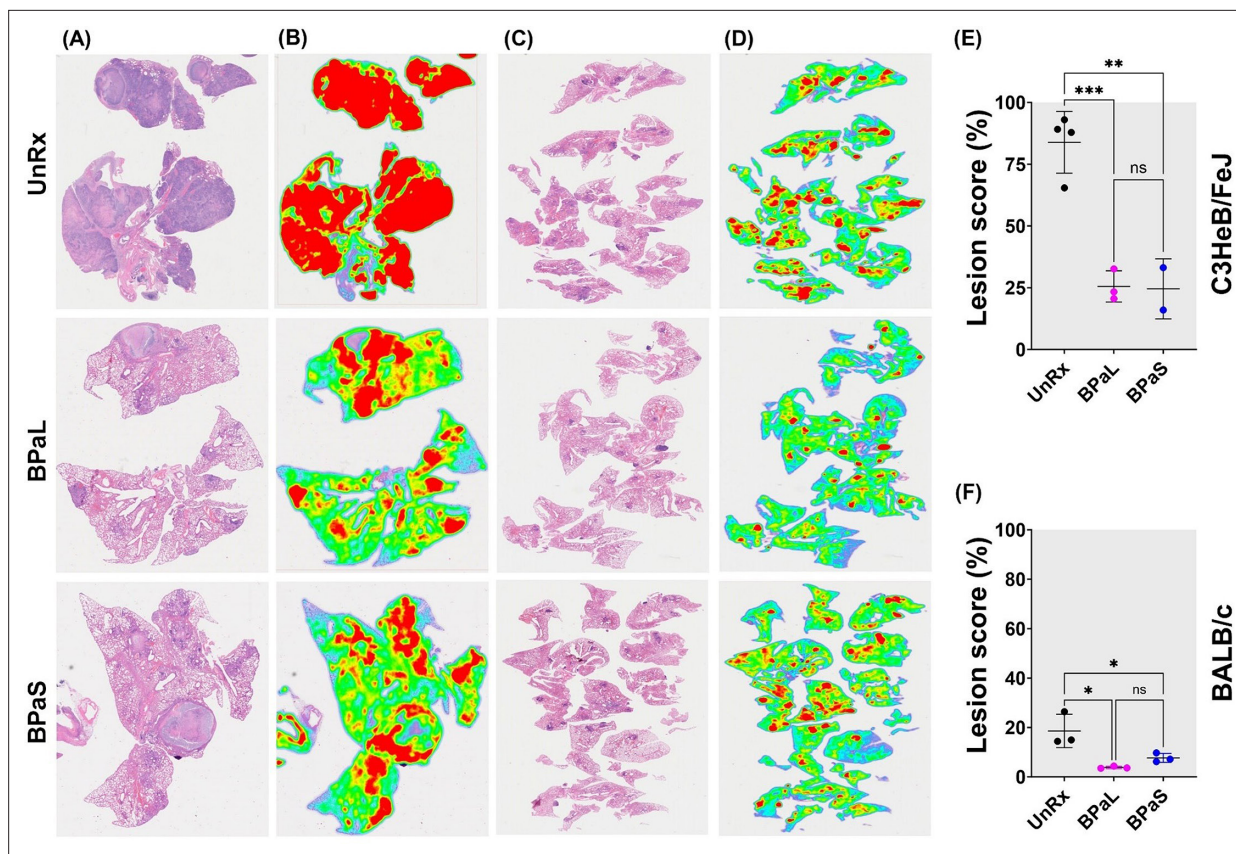 (A)
(B)
(C)
(D)
UnRx
BPaL
BPaS
(E)
Lesion score (%)
100
75
50
25
0
**
***
ns
UnRx
BPaL
BPaS
C3HeB/FeJ
(F)
Lesion score (%)
100
80
60
40
20
0
*
*
ns
UnRx
BPaL
BPaS
BALB/c